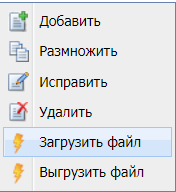 Добавить
Размножить
Исправить
Удалить
Загрузить файл
Выгрузить файл